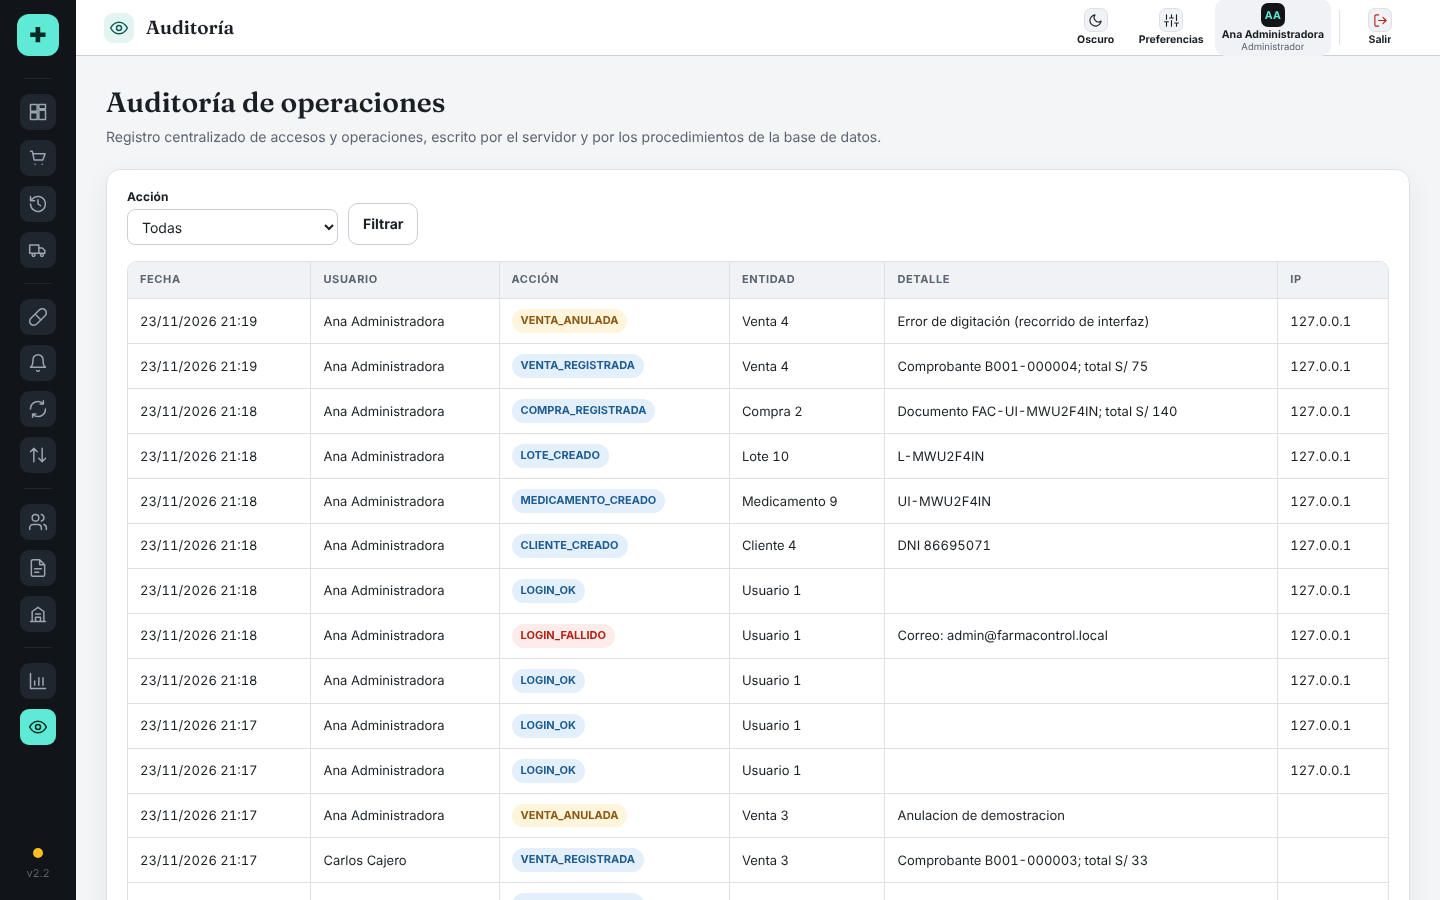 Auditoría
Oscuro
Preferencias
AA
Ana Administradora
Administrador
Salir
Auditoría de operaciones
Registro centralizado de accesos y operaciones, escrito por el servidor y por los procedimientos de la base de datos.
Acción
Todas
Filtrar
FECHA USUARIO ACCIÓN ENTIDAD DETALLE IP
23/11/2026 21:19 Ana Administradora VENTA_ANULADA Venta 4 Error de digitación (recorrido de interfaz) 127.0.0.1
23/11/2026 21:19 Ana Administradora VENTA_REGISTRADA Venta 4 Comprobante B001-000004; total S/ 75 127.0.0.1
23/11/2026 21:18 Ana Administradora COMPRA_REGISTRADA Compra 2 Documento FAC-UI-MWU2F4IN; total S/ 140 127.0.0.1
23/11/2026 21:18 Ana Administradora LOTE_CREADO Lote 10 L-MWU2F4IN 127.0.0.1
23/11/2026 21:18 Ana Administradora MEDICAMENTO_CREADO Medicamento 9 UI-MWU2F4IN 127.0.0.1
23/11/2026 21:18 Ana Administradora CLIENTE_CREADO Cliente 4 DNI 86695071 127.0.0.1
23/11/2026 21:18 Ana Administradora LOGIN_OK Usuario 1 127.0.0.1
23/11/2026 21:18 Ana Administradora LOGIN_FALLIDO Usuario 1 Correo: admin@farmacontrol.local 127.0.0.1
23/11/2026 21:18 Ana Administradora LOGIN_OK Usuario 1 127.0.0.1
23/11/2026 21:17 Ana Administradora LOGIN_OK Usuario 1 127.0.0.1
23/11/2026 21:17 Ana Administradora LOGIN_OK Usuario 1 127.0.0.1
23/11/2026 21:17 Ana Administradora VENTA_ANULADA Venta 3 Anulacion de demostracion
23/11/2026 21:17 Carlos Cajero VENTA_REGISTRADA Venta 3 Comprobante B001-000003; total S/ 33
v2.2